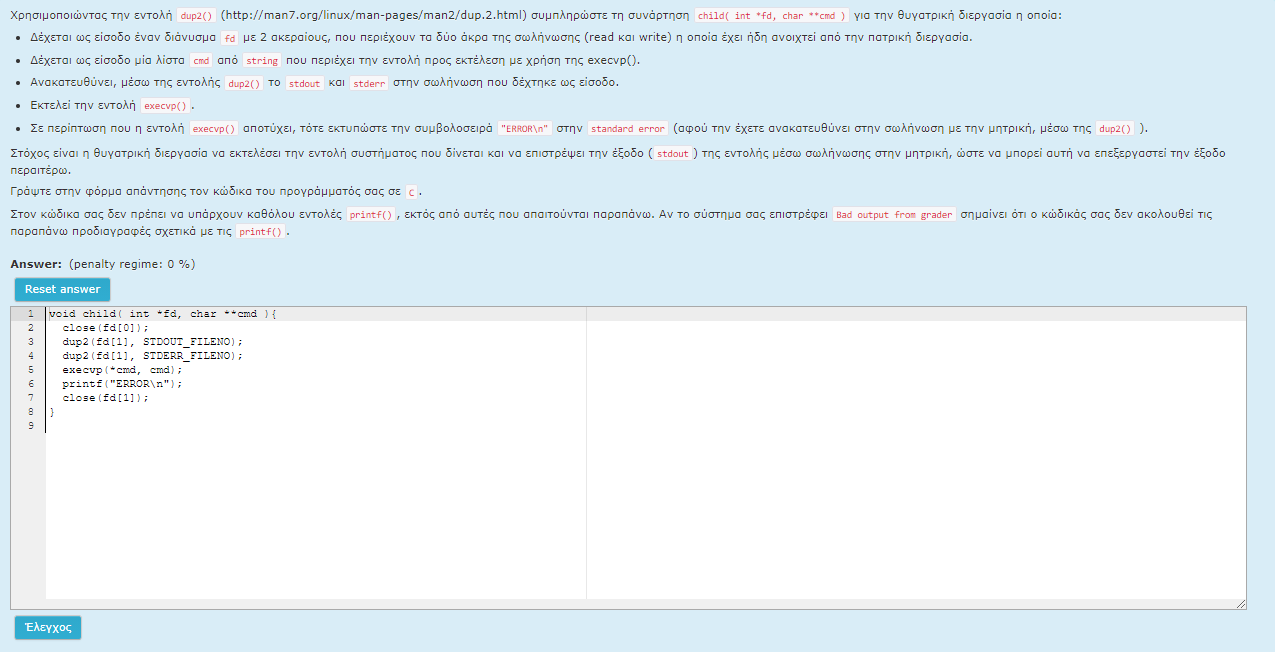 Χρησιμοποιώντας την εντολή dup2() (http://man7.org/linux/man-pages/man2/dup.2.html) συμπληρώστε τη συνάρτηση child( int *fd, char **cmd ) για την θυγατρική διεργασία η οποία:
• Δέχεται ως είσοδο έναν διάνυσμα fd με 2 ακεραίους, που περιέχουν τα δύο άκρα της σωλήνωσης (read και write) η οποία έχει ήδη ανοιχτεί από την πατρική διεργασία.
• Δέχεται ως είσοδο μία λίστα cmd από string που περιέχει την εντολή προς εκτέλεση με χρήση της execvp().
• Ανακατευθύνει, μέσω της εντολής dup2() το stdout και stderr στην σωλήνωση που δέχτηκε ως είσοδο.
• Εκτελεί την εντολή execvp().
• Σε περίπτωση που η εντολή execvp() αποτύχει, τότε εκτυπώστε την συμβολοσειρά "ERROR\n" στην standard error (αφού την έχετε ανακατευθύνει στην σωλήνωση με την μητρική, μέσω της dup2() ).
Στόχος είναι η θυγατρική διεργασία να εκτελέσει την εντολή συστήματος που δίνεται και να επιστρέψει την έξοδο ( stdout ) της εντολής μέσω σωλήνωσης στην μητρική, ώστε να μπορεί αυτή να επεξεργαστεί την έξοδο
περαιτέρω.
Γράψτε στην φόρμα απάντησης τον κώδικα του προγράμματός σας σε C .
Στον κώδικα σας δεν πρέπει να υπάρχουν καθόλου εντολές printf() , εκτός από αυτές που απαιτούνται παραπάνω. Αν το σύστημα σας επιστρέφει Bad output from grader σημαίνει ότι ο κώδικάς σας δεν ακολουθεί τις
παραπάνω προδιαγραφές σχετικά με τις printf() .
Answer: (penalty regime: 0 %)
Reset answer
1 void child( int *fd, char **cmd ){
2 close(fd[0]);
3 dup2(fd[1], STDOUT_FILENO);
4 dup2(fd[1], STDERR_FILENO);
5 execvp(*cmd, cmd);
6 printf("ERROR\n");
7 close(fd[1]);
8 }
9
Έλεγχος